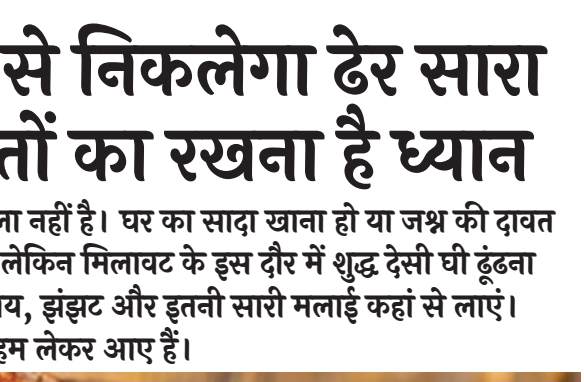 से निकलेगा ढेर सारा
तों का रखना है ध्यान
ला नहीं है। घर का सादा खाना हो या जश्न की दावत
लेकिन मिलावट के इस दौर में शुद्ध देसी घी ढूंढना
य, झंझट और इतनी सारी मलाई कहां से लाएं।
हम लेकर आए हैं।